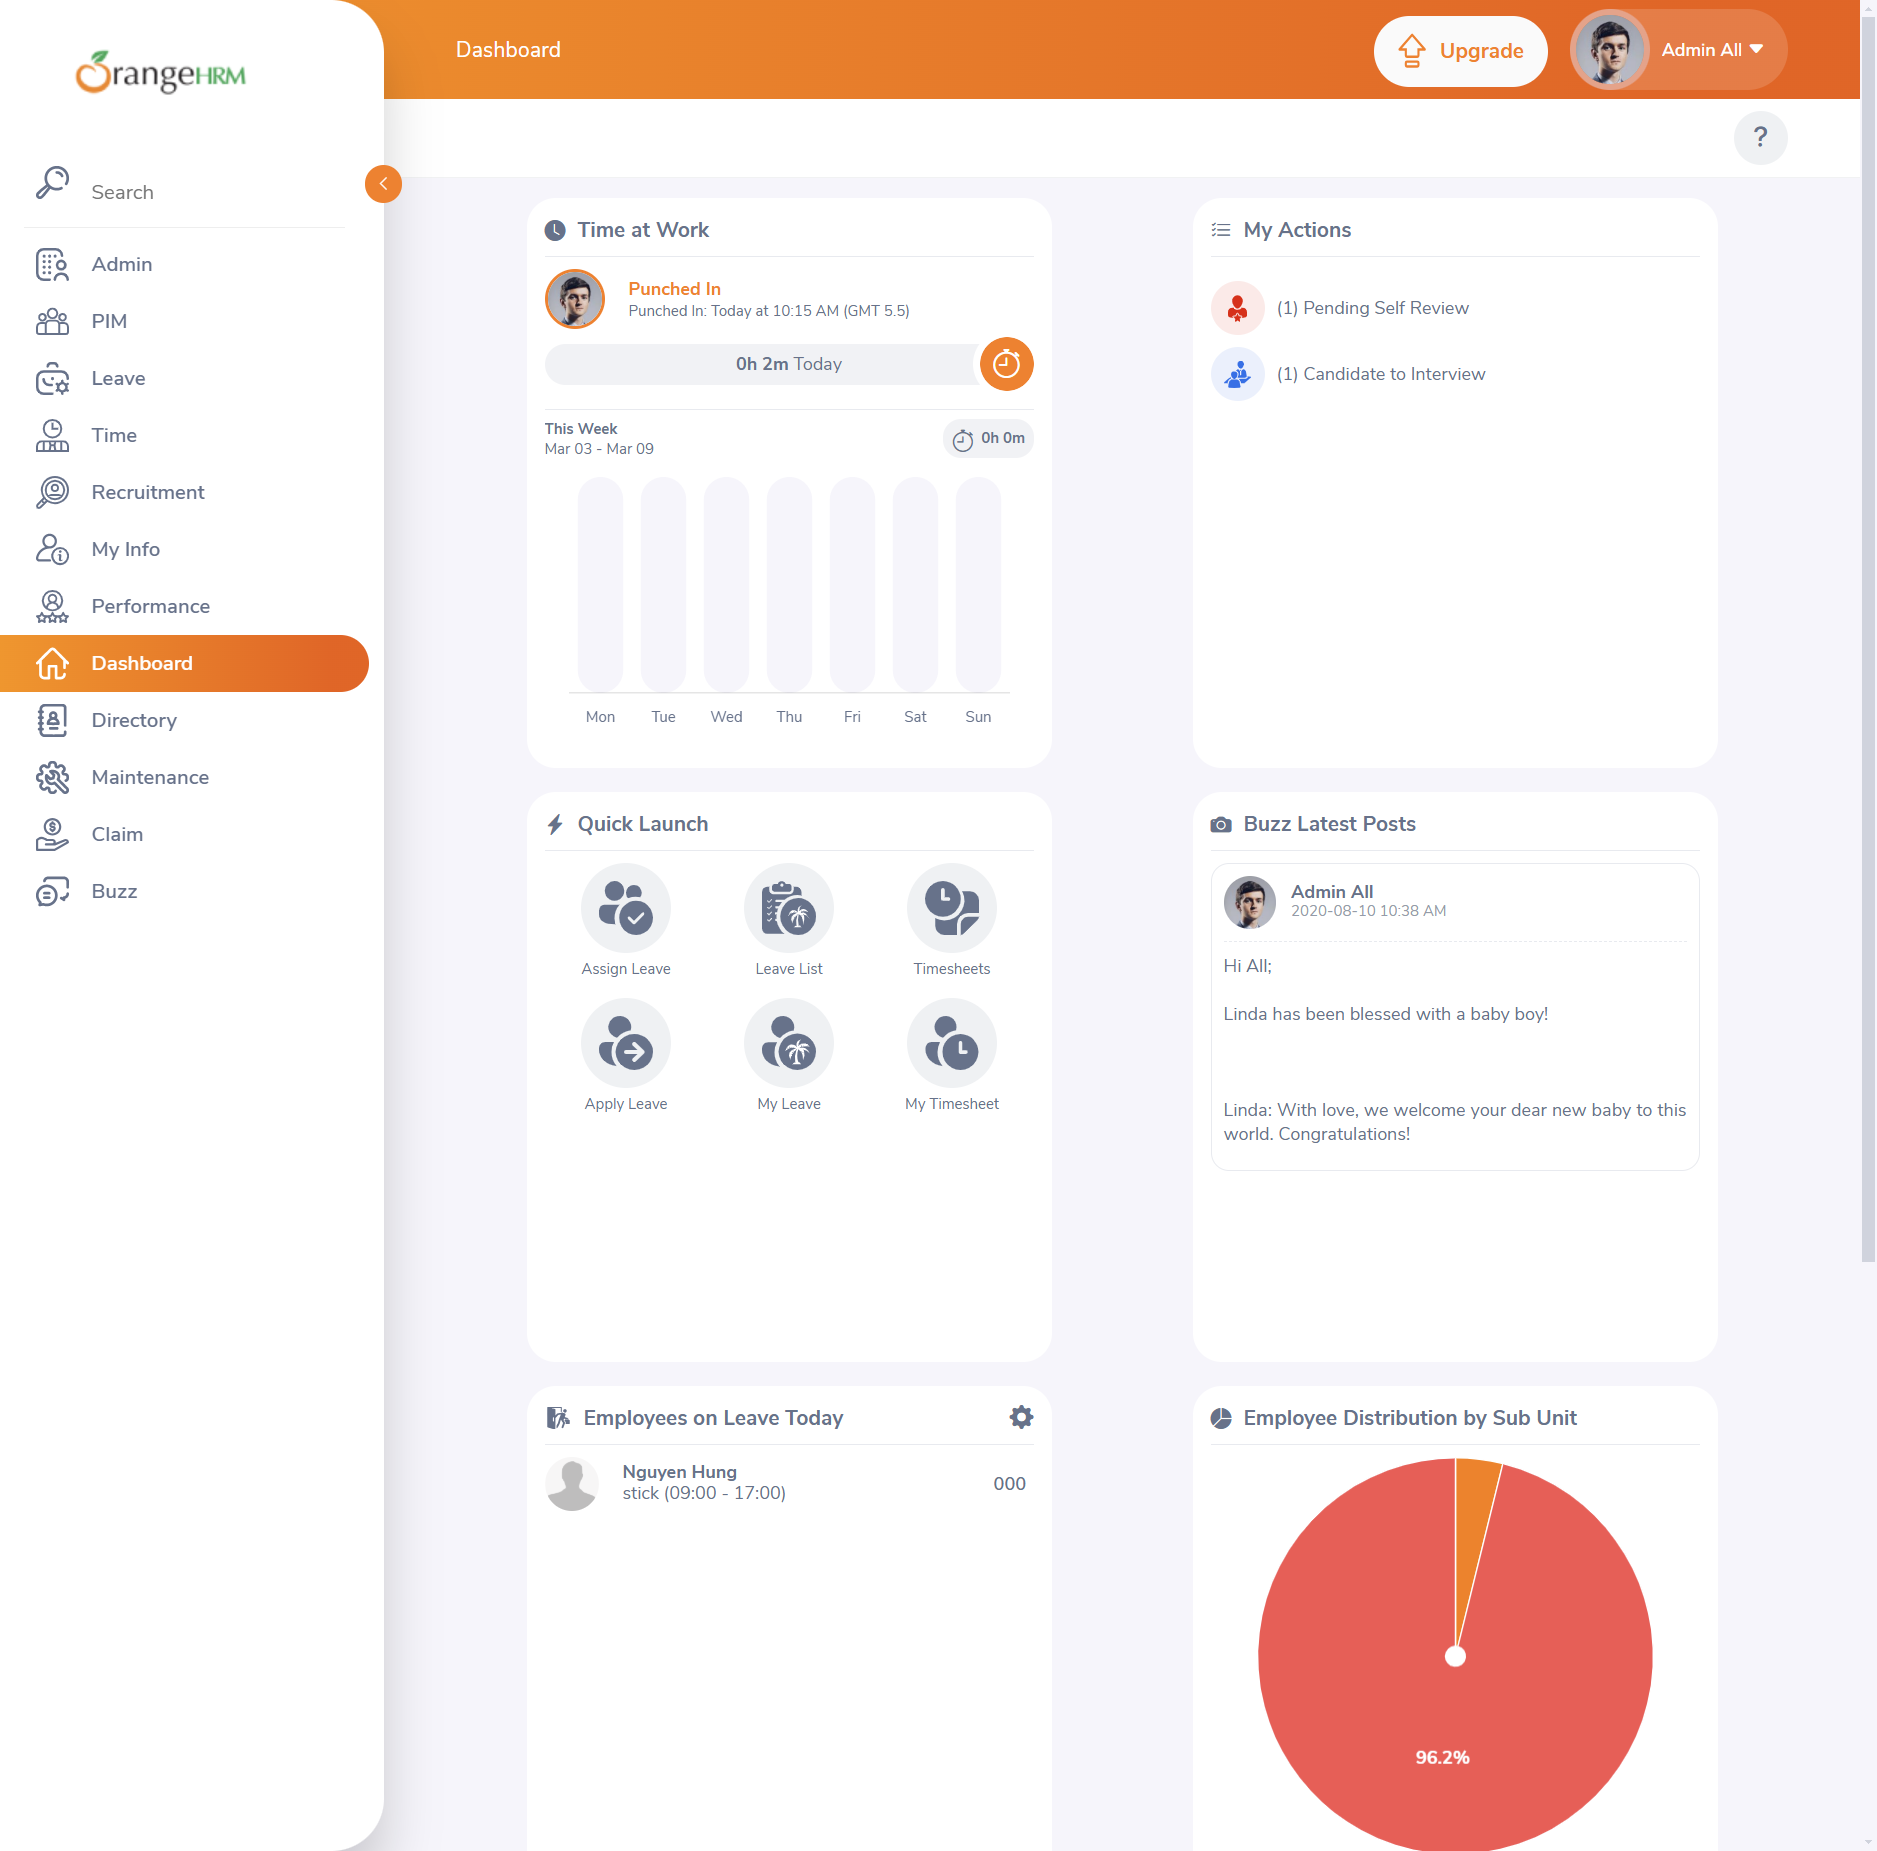 OrangeHRM
Search
Admin
PIM
Leave
Time
Recruitment
My Info
Performance
Dashboard
Directory
Maintenance
Claim
Buzz
Dashboard
Upgrade
Admin All
?
Time at Work
Punched In
Punched In: Today at 10:15 AM (GMT 5.5)
0h 2m Today
This Week
Mar 03 - Mar 09
0h 0m
Mon Tue Wed Thu Fri Sat Sun
My Actions
(1) Pending Self Review
(1) Candidate to Interview
Quick Launch
Assign Leave
Leave List
Timesheets
Apply Leave
My Leave
My Timesheet
Buzz Latest Posts
Admin All
2020-08-10 10:38 AM
Hi All;
Linda has been blessed with a baby boy!
Linda: With love, we welcome your dear new baby to this
world. Congratulations!
Employees on Leave Today
Nguyen Hung
stick (09:00 - 17:00)
000
Employee Distribution by Sub Unit
96.2%